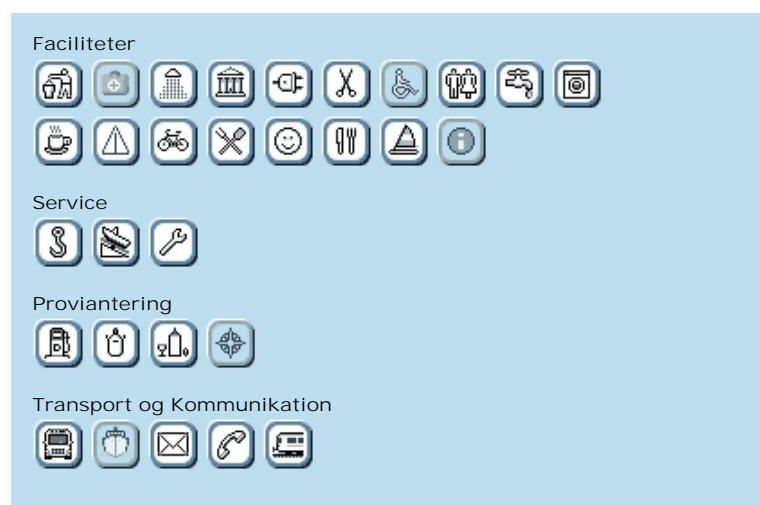 Faciliteter
Service
Proviantering
Transport og Kommunikation